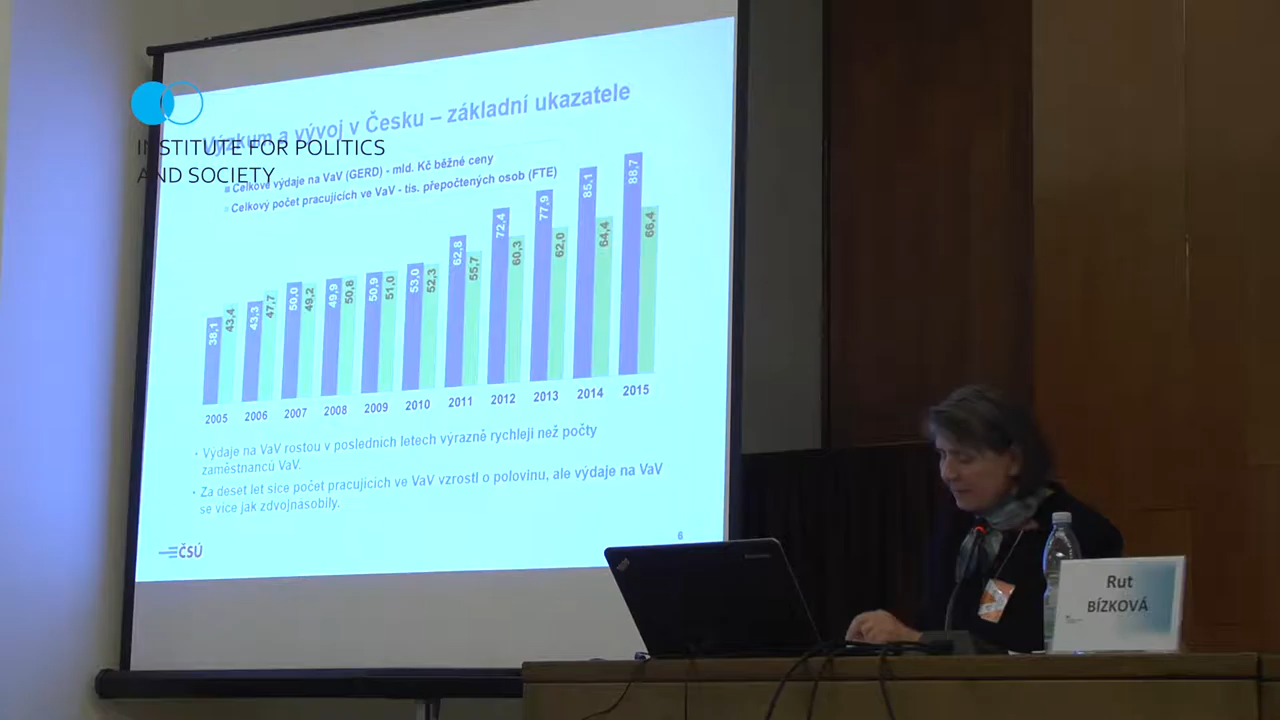 Výzkum a vývoj v Česku – základní ukazatele
INSTITUTE FOR POLITICS
AND SOCIETY
Celkové výdaje na VaV (GERD) - mld. Kč běžné ceny
Celkový počet pracujících ve VaV - tis. přepočtených osob (FTE)
38,1 43,4 43,3 47,7 50,0 49,2 49,9 50,8 50,9 51,0 53,0 52,3 62,8 55,7 72,4 60,3 77,9 62,0 85,1 64,4 88,7 66,4
2005 2006 2007 2008 2009 2010 2011 2012 2013 2014 2015
• Výdaje na VaV rostou v posledních letech výrazně rychleji než počty
zaměstnanců VaV.
• Za deset let sice počet pracujících ve VaV vzrostl o polovinu, ale výdaje na VaV
se více jak zdvojnásobily.
ČSÚ
6
Rut
BÍZKOVÁ